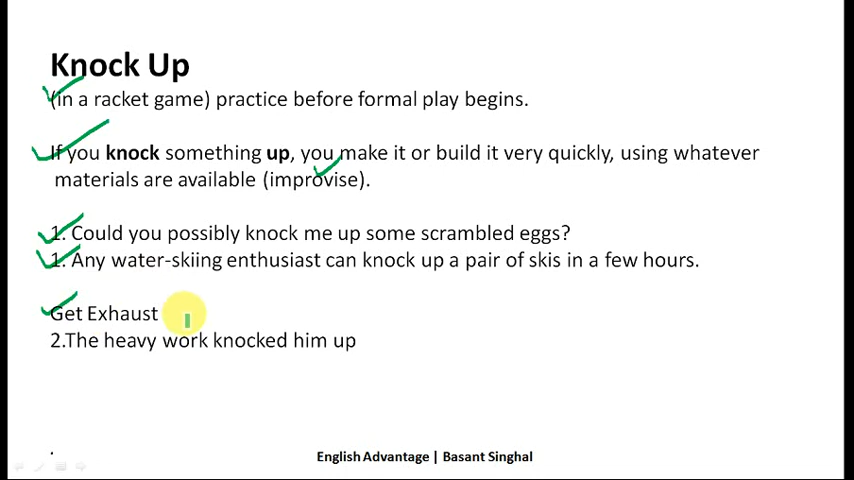 Knock Up
(in a racket game) practice before formal play begins.
If you knock something up, you make it or build it very quickly, using whatever
materials are available (improvise).
1. Could you possibly knock me up some scrambled eggs?
1. Any water-skiing enthusiast can knock up a pair of skis in a few hours.
Get Exhaust
2.The heavy work knocked him up
.
English Advantage | Basant Singhal